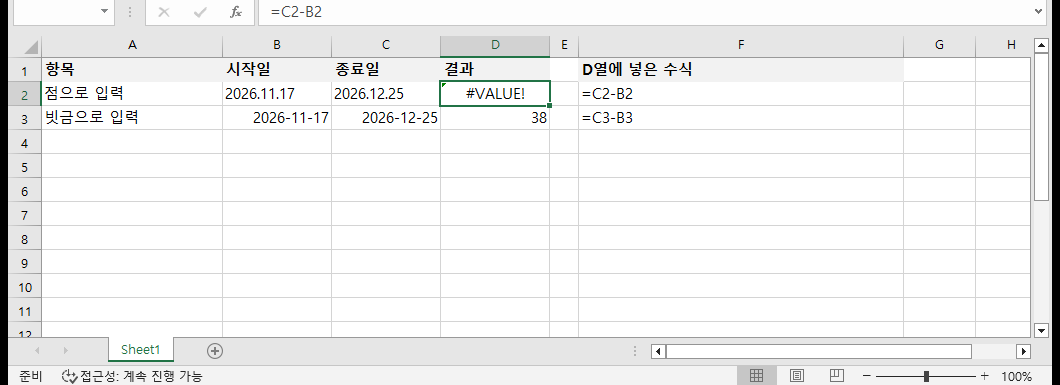 fx =C2-B2
A B C D E F G H
1 항목 시작일 종료일 결과 D열에 넣은 수식
2 점으로 입력 2026.11.17 2026.12.25 #VALUE! =C2-B2
3 빗금으로 입력 2026-11-17 2026-12-25 38 =C3-B3
4
5
6
7
8
9
10
11
12
Sheet1
준비 접근성: 계속 진행 가능 100%